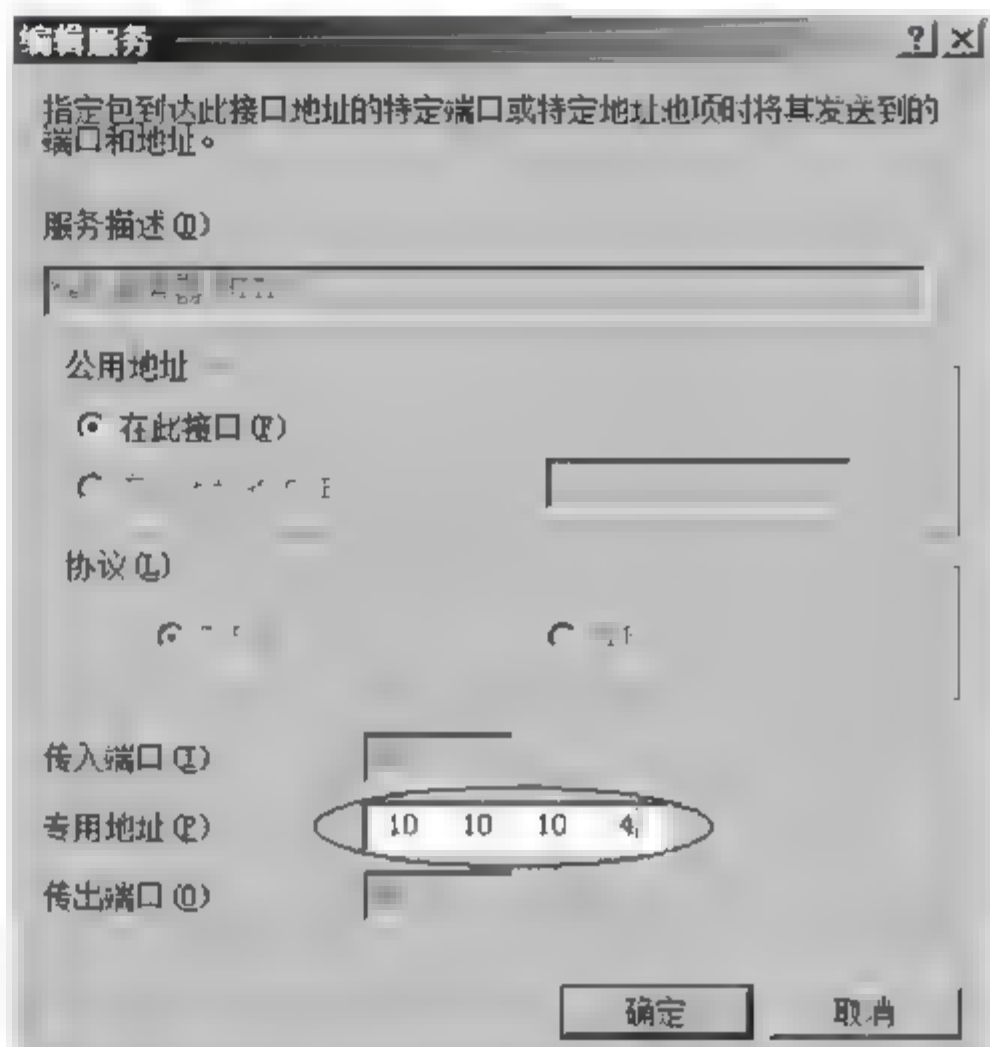 编辑服务
指定包到达此接口地址的特定端口或特定地址池项时将其发送到的
端口和地址。
服务描述(D)
公用地址
在此接口(F)
协议(L)
传入端口(I)
专用地址(P) 10 10 10 4
传出端口(O)
确定 取消